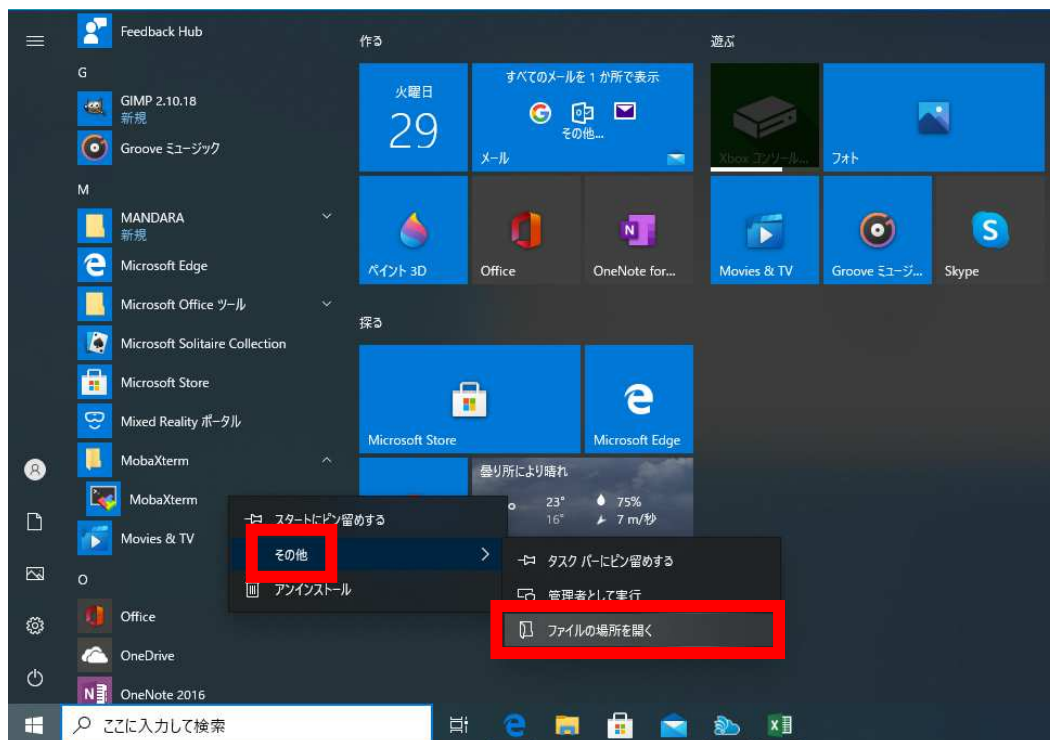 Feedback Hub
G
GIMP 2.10.18
新規
Groove ミュージック
M
MANDARA
新規
Microsoft Edge
Microsoft Office ツール
Microsoft Solitaire Collection
Microsoft Store
Mixed Reality ポータル
MobaXterm
MobaXterm
Movies & TV
O
Office
OneDrive
OneNote 2016
ここに入力して検索
作る
火曜日
29
すべてのメールを 1 か所で表示
その他...
メール
ペイント 3D
Office
OneNote for...
探る
Microsoft Store
Microsoft Edge
曇り所により晴れ
23°
75%
16°
7 m/秒
遊ぶ
Xbox コンソール...
フォト
Movies & TV
Groove ミュージ...
Skype
スタートにピン留めする
その他
アンインストール
タスク バーにピン留めする
管理者として実行
ファイルの場所を開く